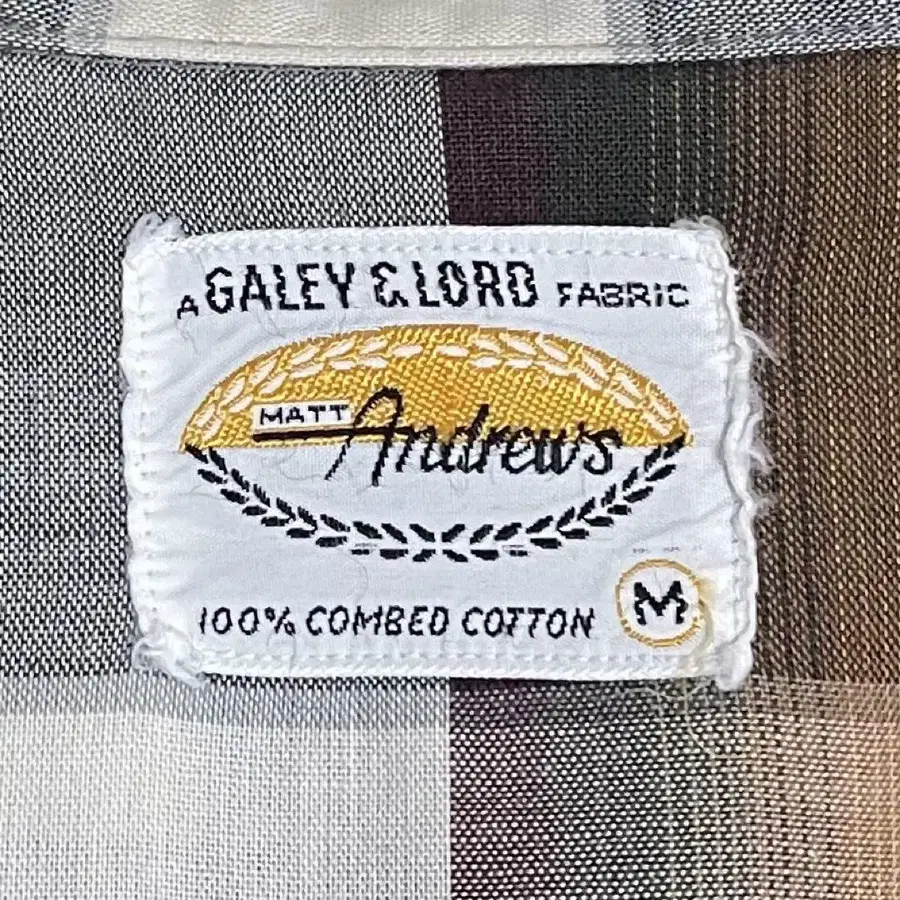 A GALEY & LORD FABRIC
MATT Andrews
100% COMBED COTTON M